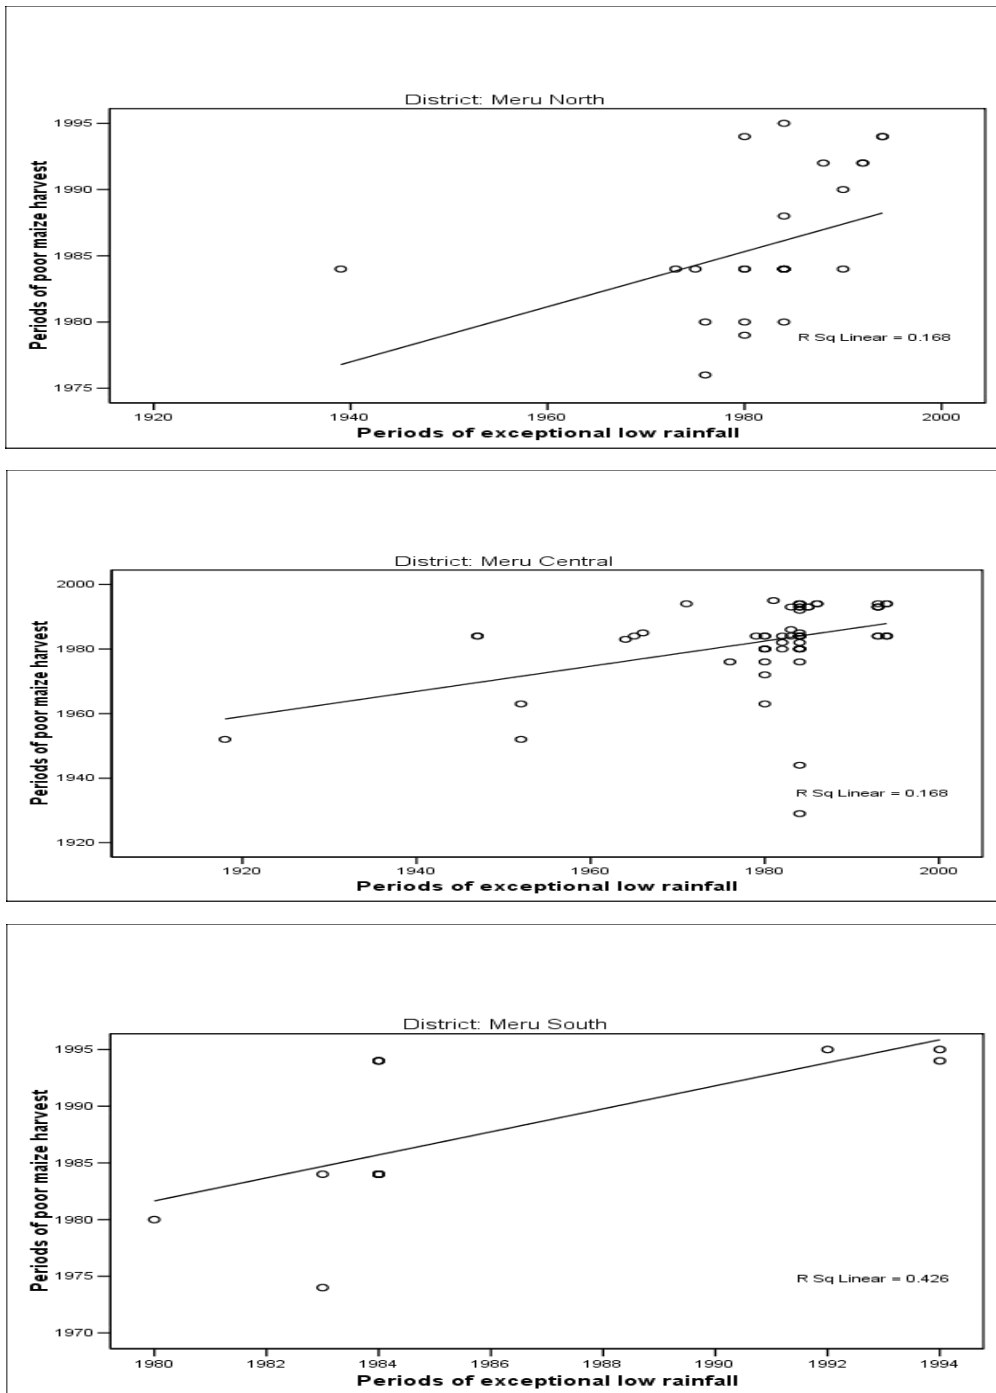 District: Meru North
Periods of poor maize harvest
1995
1990
1985
1980
1975
R Sq Linear = 0.168
1920 1940 1960 1980 2000
Periods of exceptional low rainfall
District: Meru Central
Periods of poor maize harvest
2000
1980
1960
1940
1920
R Sq Linear = 0.168
1920 1940 1960 1980 2000
Periods of exceptional low rainfall
District: Meru South
Periods of poor maize harvest
1995
1990
1985
1980
1975
1970
R Sq Linear = 0.426
1980 1982 1984 1986 1988 1990 1992 1994
Periods of exceptional low rainfall